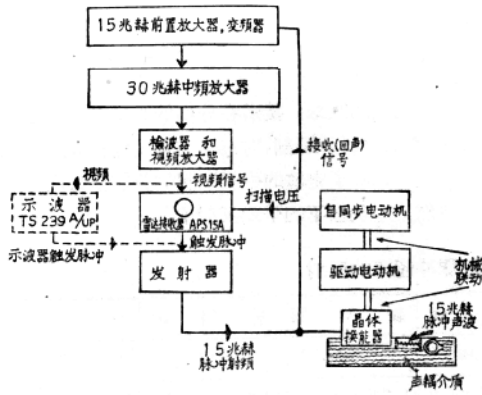 15兆赫前置放大器,变频器
30兆赫中频放大器
检波器和
视频放大器
接收(回声)
信号
视频
视频信号
扫描电压
示波器
TS 239 A/UP
雷达接收器 APS15A
自同步电动机
触发脉冲
示波器触发脉冲
发射器
驱动电动机
机械
联动
晶体
换能器
15兆赫
脉冲声波
15兆赫
脉冲射频
声耦介质